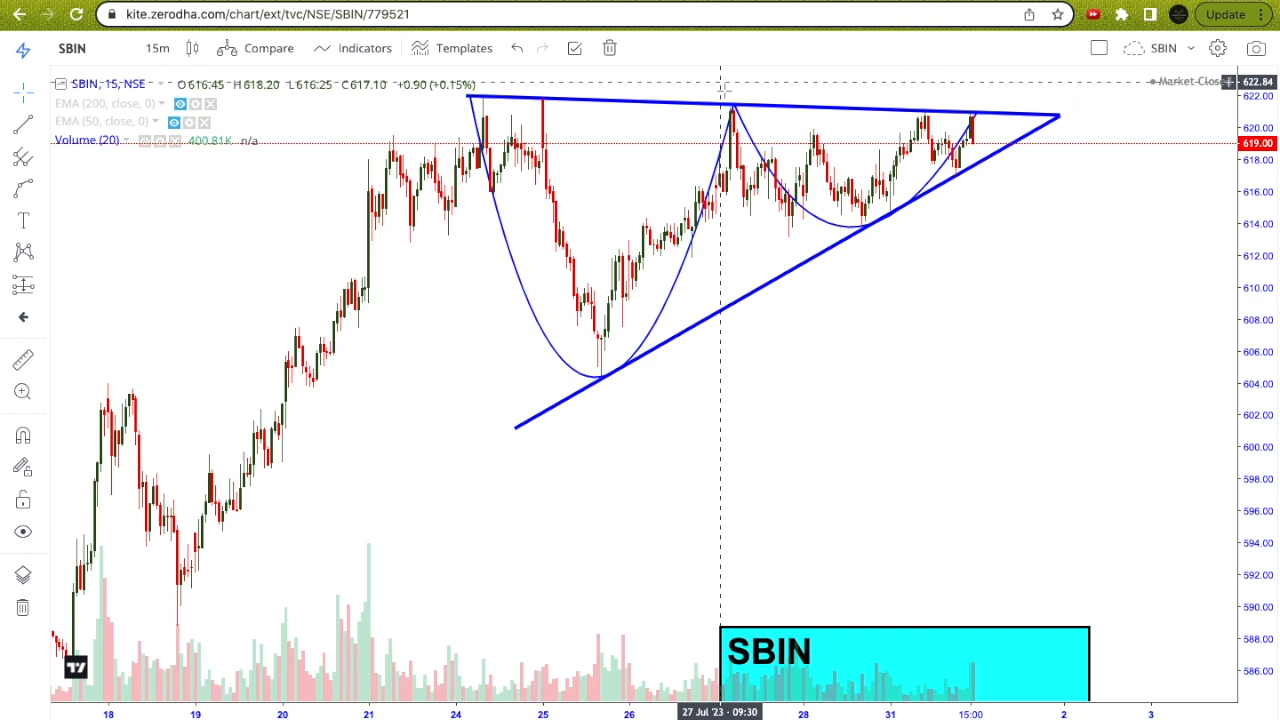 kite.zerodha.com/chart/ext/tvc/NSE/SBIN/779521
Update
SBIN
15m
Compare
Indicators
Templates
SBIN
SBIN, 15, NSE
O616.45 H618.20 L616.25 C617.10 +0.90 (+0.15%)
EMA (200, close, 0)
EMA (50, close, 0)
Volume (20)
400.81K n/a
Market-Close
622.84
622.00
620.00
619.00
618.00
616.00
614.00
612.00
610.00
608.00
606.00
604.00
602.00
600.00
598.00
596.00
594.00
592.00
590.00
588.00
586.00
SBIN
18
19
20
21
24
25
26
27 Jul '23 - 09:30
28
31
15:00
2
3